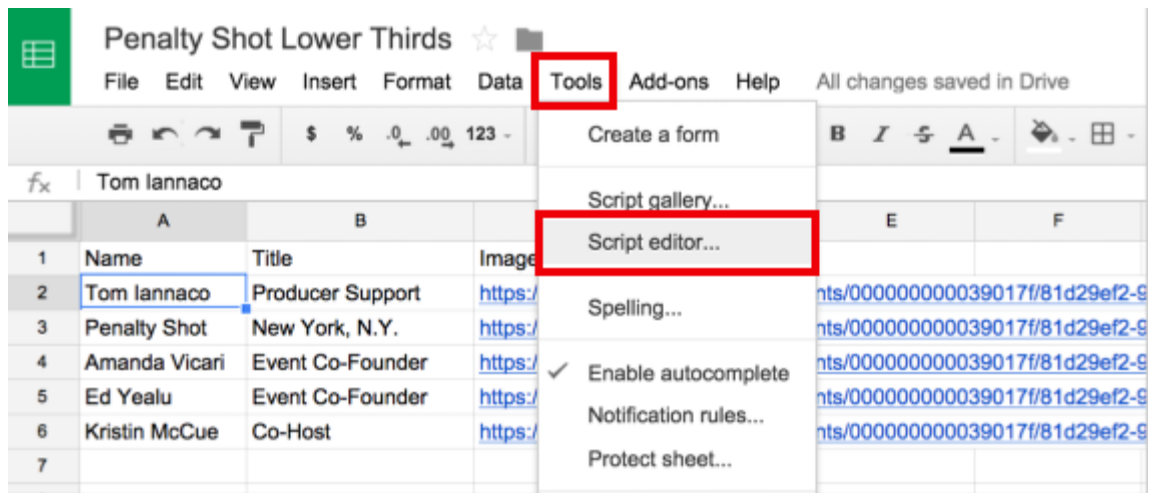 Penalty Shot Lower Thirds
File Edit View Insert Format Data Tools Add-ons Help All changes saved in Drive
$ % .0 .00 123 B I S A
Create a form
fx Tom Iannaco
Script gallery...
A B E F
Script editor...
1 Name Title Image
2 Tom Iannaco Producer Support https:/ nts/000000000039017f/81d29ef2-9
Spelling...
3 Penalty Shot New York, N.Y. https:/ nts/000000000039017f/81d29ef2-9
4 Amanda Vicari Event Co-Founder https:/ nts/000000000039017f/81d29ef2-9
✓ Enable autocomplete
5 Ed Yealu Event Co-Founder https:/ nts/000000000039017f/81d29ef2-9
Notification rules...
6 Kristin McCue Co-Host https:/ nts/000000000039017f/81d29ef2-9
Protect sheet...
7